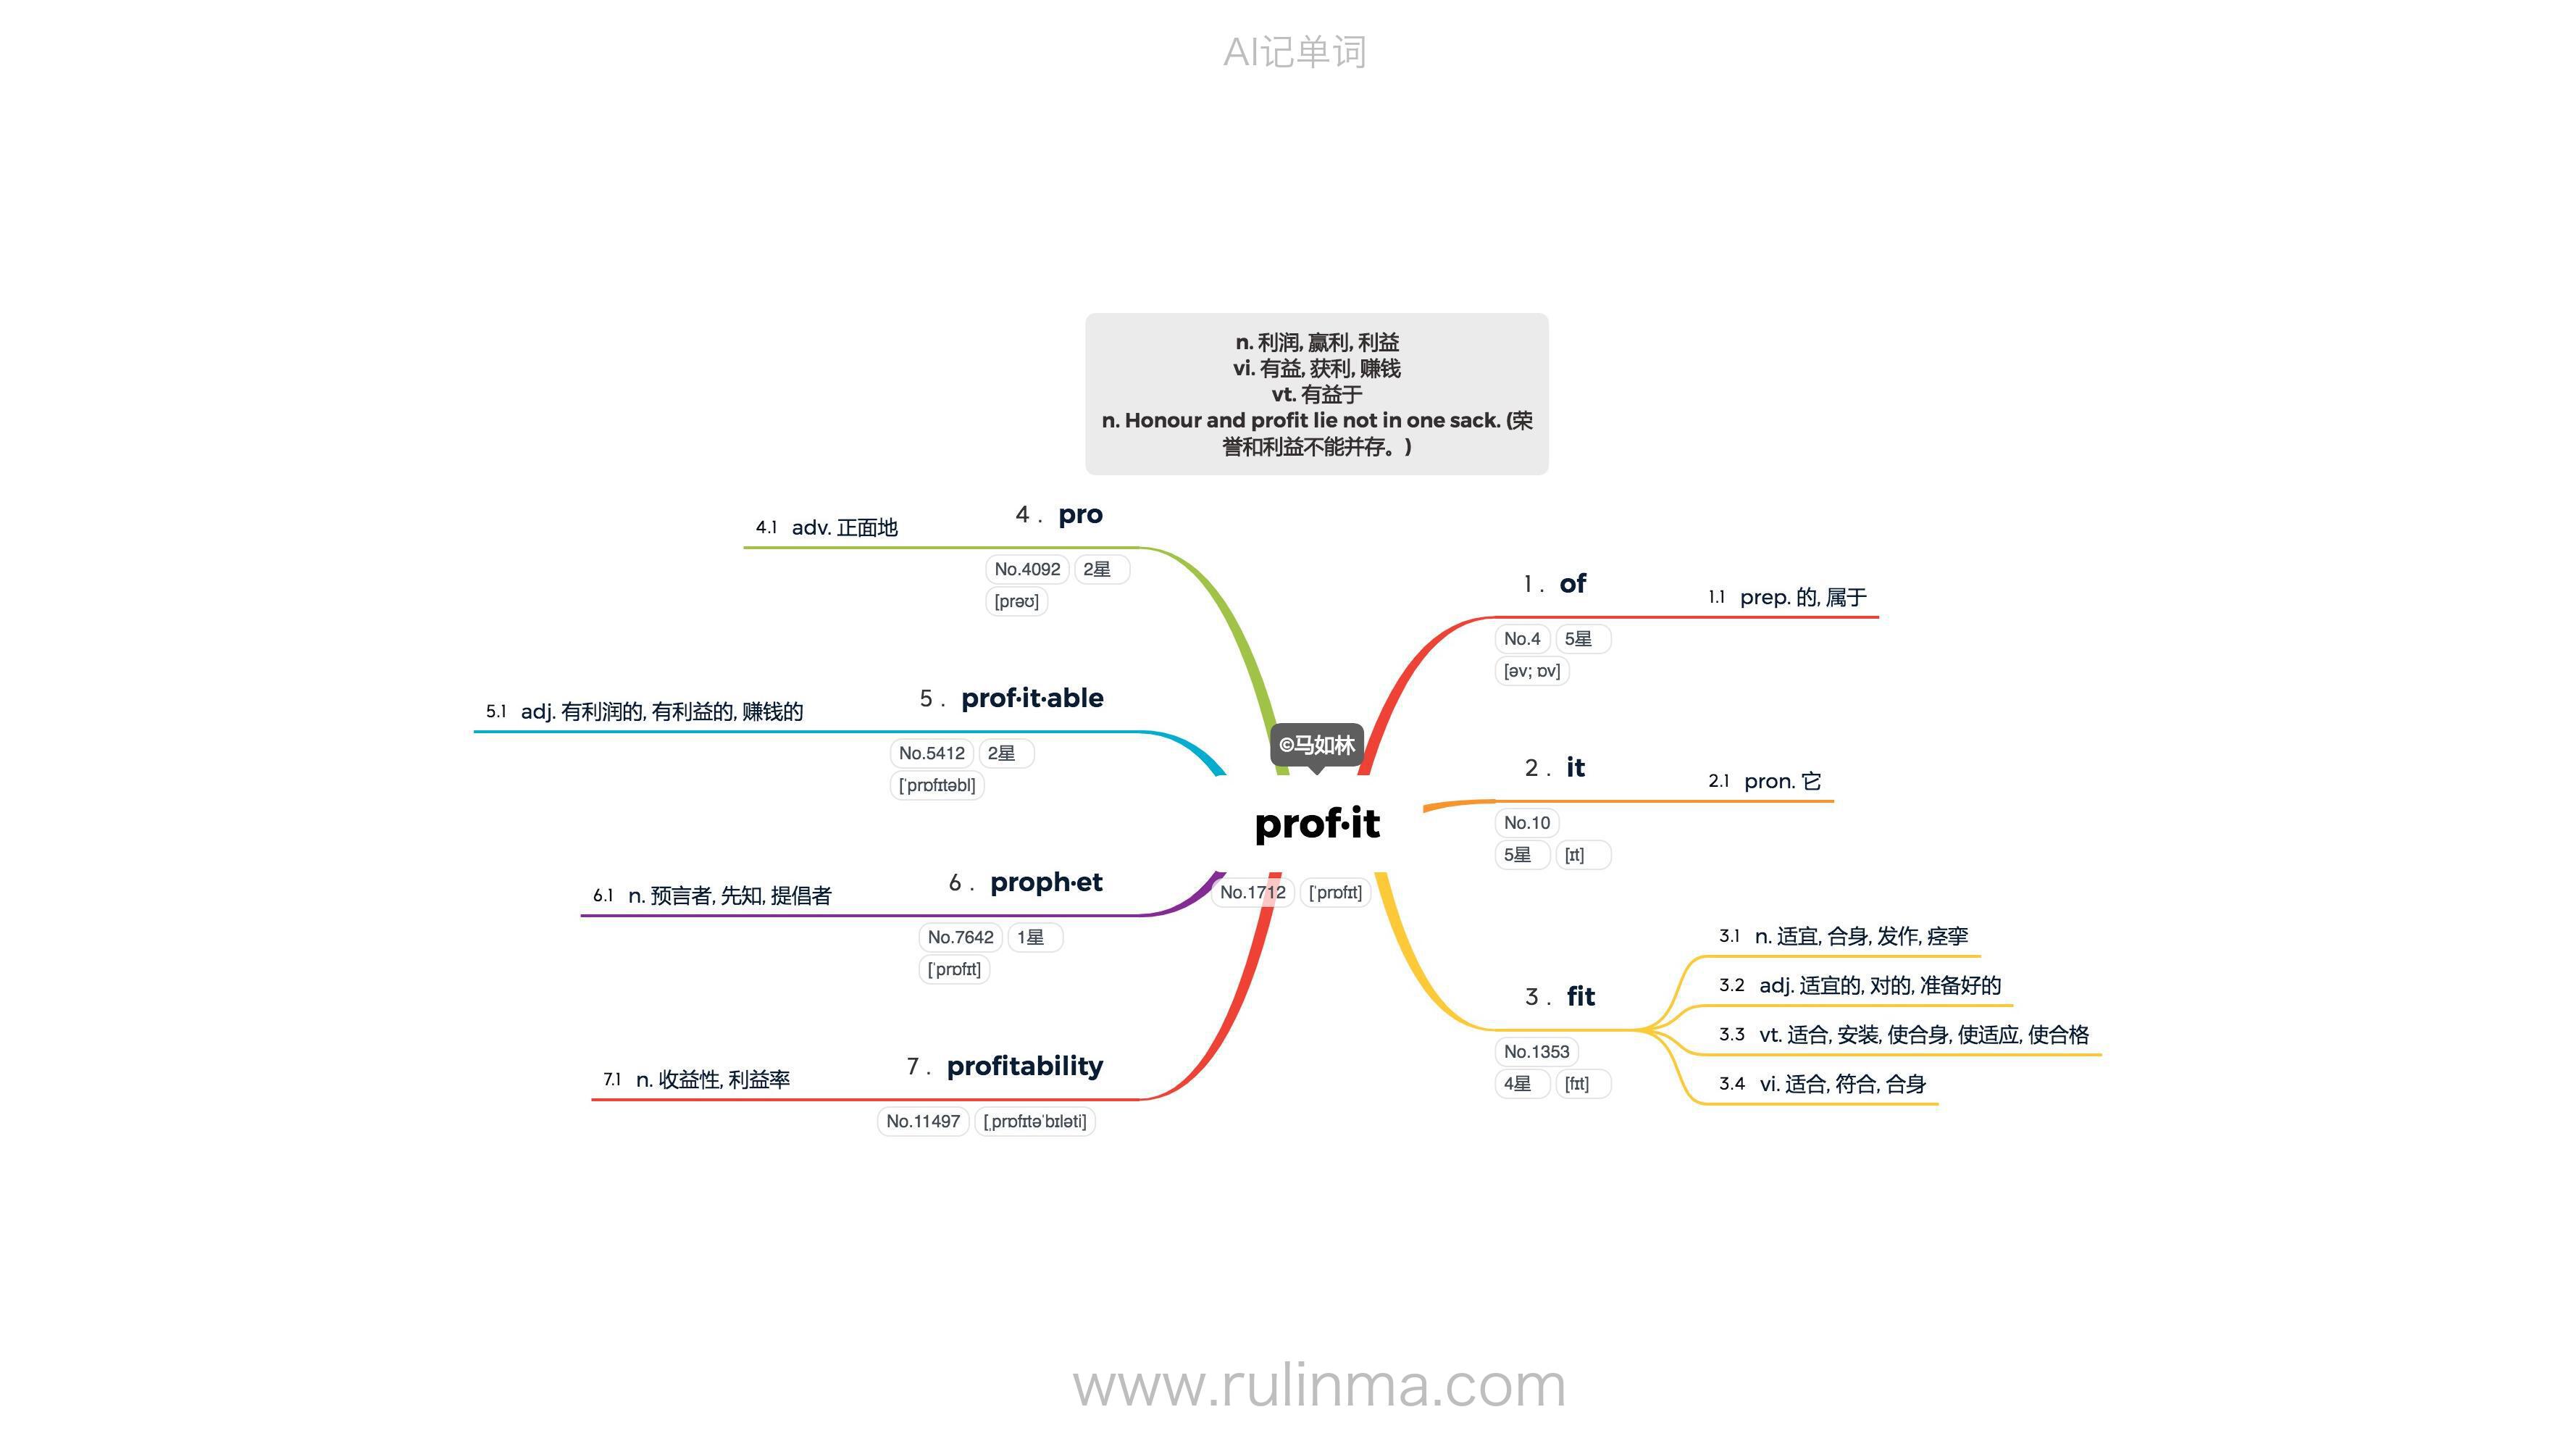 AI记单词
n. 利润, 赢利, 利益
vi. 有益, 获利, 赚钱
vt. 有益于
n. Honour and profit lie not in one sack. (荣
誉和利益不能并存。)
©马如林
prof·it
No.1712 [ˈprɒfɪt]
1 . of
No.4 5星
[əv; ɒv]
1.1 prep. 的, 属于
2 . it
No.10
5星 [ɪt]
2.1 pron. 它
3 . fit
No.1353
4星 [fɪt]
3.1 n. 适宜, 合身, 发作, 痉挛
3.2 adj. 适宜的, 对的, 准备好的
3.3 vt. 适合, 安装, 使合身, 使适应, 使合格
3.4 vi. 适合, 符合, 合身
4 . pro
No.4092 2星
[prəʊ]
4.1 adv. 正面地
5 . prof·it·able
No.5412 2星
[ˈprɒfɪtəbl]
5.1 adj. 有利润的, 有利益的, 赚钱的
6 . proph·et
No.7642 1星
[ˈprɒfɪt]
6.1 n. 预言者, 先知, 提倡者
7 . profitability
No.11497 [ˌprɒfɪtəˈbɪləti]
7.1 n. 收益性, 利益率
www.rulinma.com